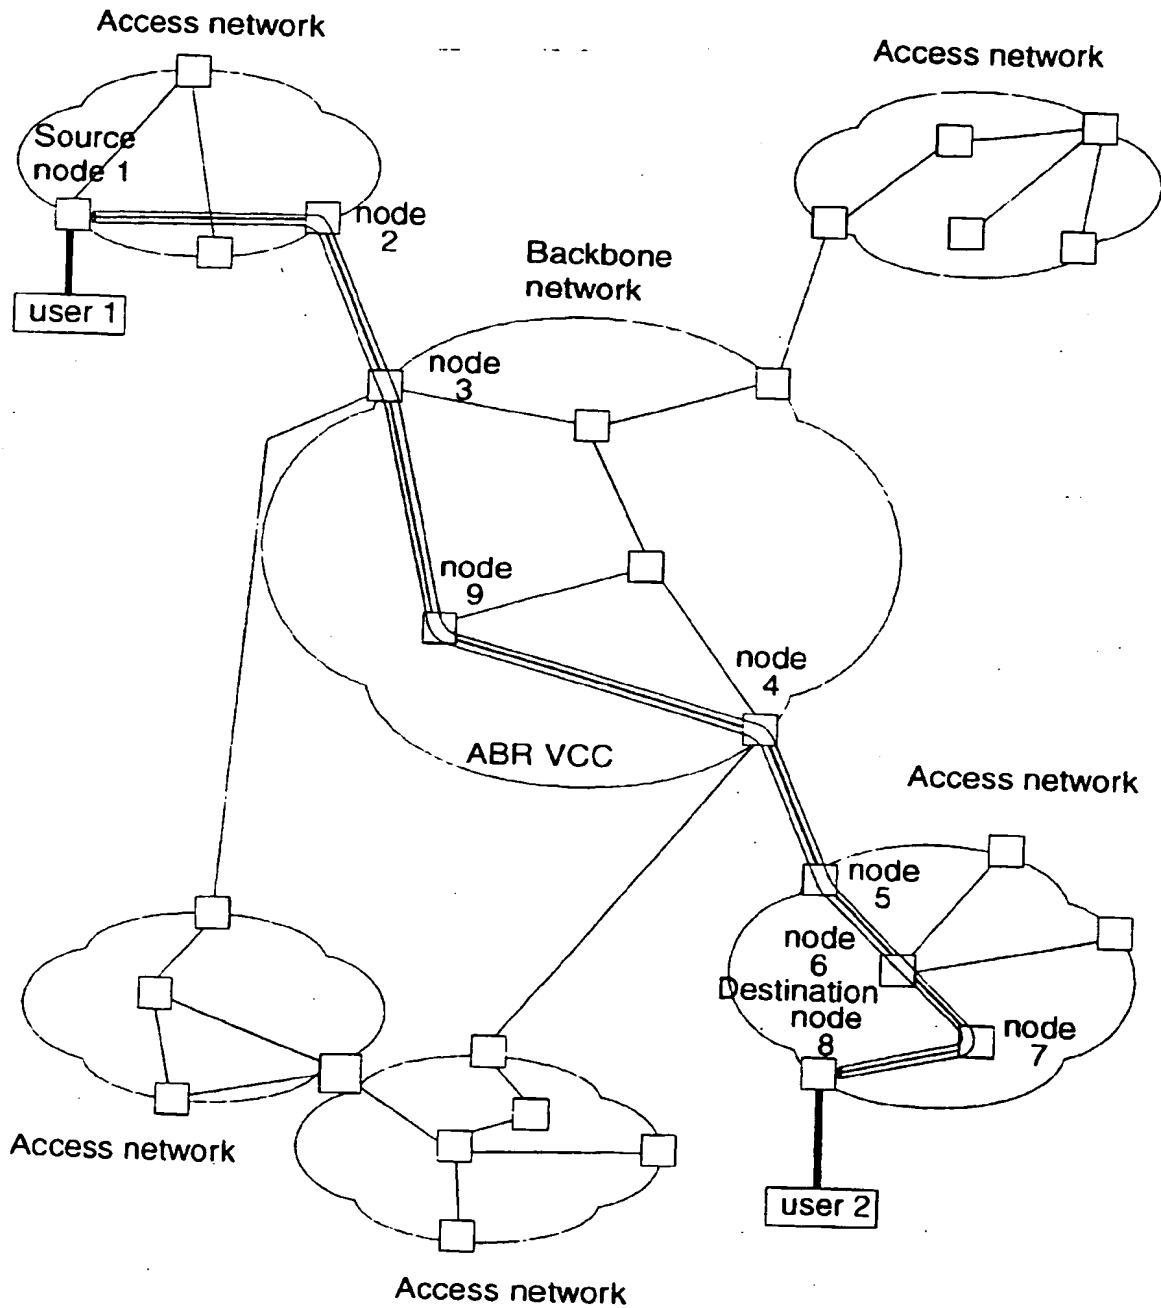 Access network
Access network
Source
node 1
node
2
user 1
Backbone
network
node
3
node
9
node
4
ABR VCC
Access network
node
5
node
6
Destination
node
8
node
7
Access network
user 2
Access network